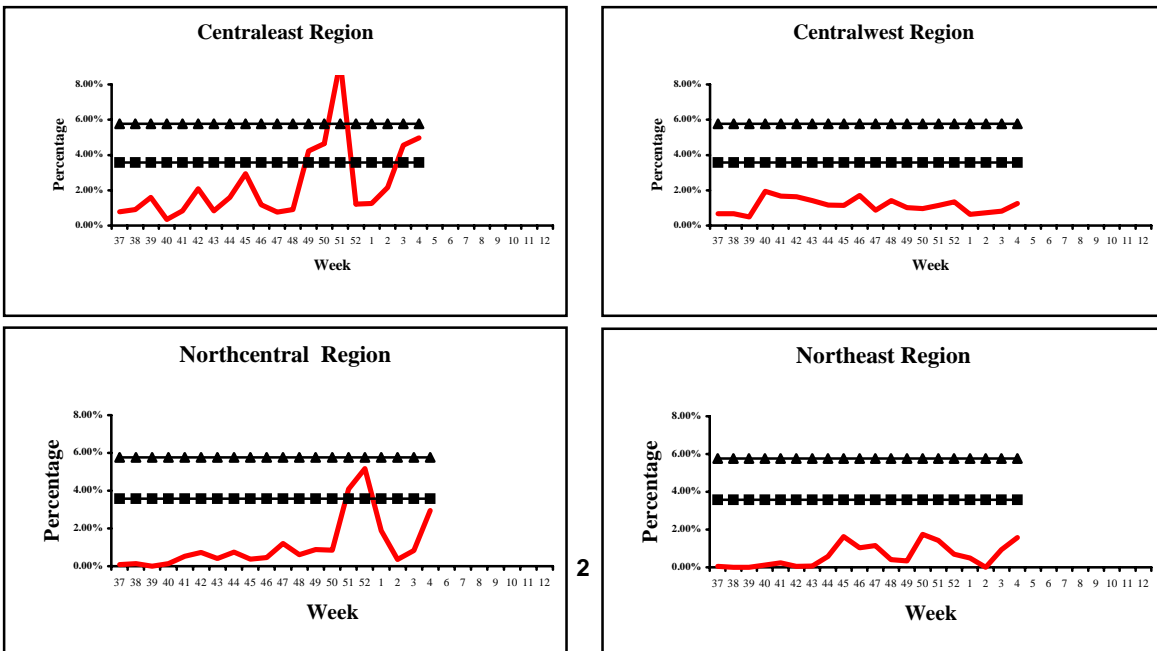 Centraleast Region
8.00%
6.00%
4.00%
2.00%
0.00%
Percentage
37 38 39 40 41 42 43 44 45 46 47 48 49 50 51 52 1 2 3 4 5 6 7 8 9 10 11 12
Week
Centralwest Region
8.00%
6.00%
4.00%
2.00%
0.00%
Percentage
37 38 39 40 41 42 43 44 45 46 47 48 49 50 51 52 1 2 3 4 5 6 7 8 9 10 11 12
Week
Northcentral Region
8.00%
6.00%
4.00%
2.00%
0.00%
Percentage
37 38 39 40 41 42 43 44 45 46 47 48 49 50 51 52 1 2 3 4 5 6 7 8 9 10 11 12
Week
2
Northeast Region
8.00%
6.00%
4.00%
2.00%
0.00%
Percentage
37 38 39 40 41 42 43 44 45 46 47 48 49 50 51 52 1 2 3 4 5 6 7 8 9 10 11 12
Week